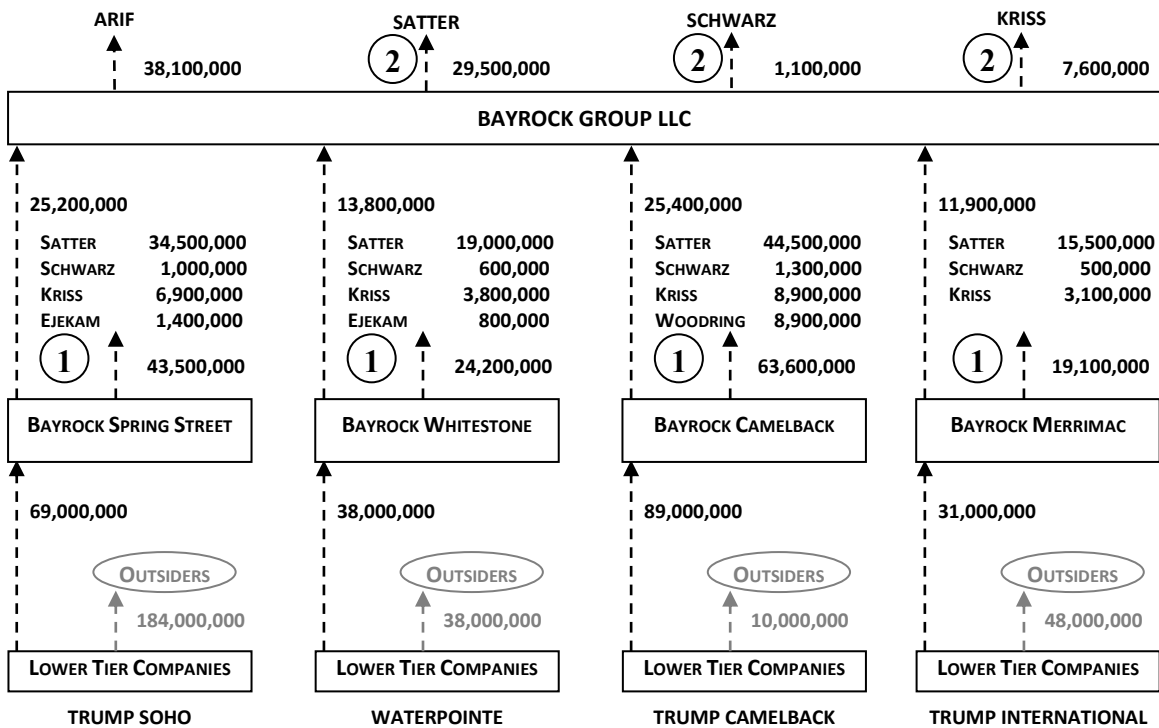 ARIF SATTER SCHWARZ KRISS
38,100,000 2 29,500,000 2 1,100,000 2 7,600,000
BAYROCK GROUP LLC
25,200,000 13,800,000 25,400,000 11,900,000
SATTER 34,500,000 SATTER 19,000,000 SATTER 44,500,000 SATTER 15,500,000
SCHWARZ 1,000,000 SCHWARZ 600,000 SCHWARZ 1,300,000 SCHWARZ 500,000
KRISS 6,900,000 KRISS 3,800,000 KRISS 8,900,000 KRISS 3,100,000
EJEKAM 1,400,000 EJEKAM 800,000 WOODRING 8,900,000
1 43,500,000 1 24,200,000 1 63,600,000 1 19,100,000
BAYROCK SPRING STREET BAYROCK WHITESTONE BAYROCK CAMELBACK BAYROCK MERRIMAC
69,000,000 38,000,000 89,000,000 31,000,000
OUTSIDERS OUTSIDERS OUTSIDERS OUTSIDERS
184,000,000 38,000,000 10,000,000 48,000,000
LOWER TIER COMPANIES LOWER TIER COMPANIES LOWER TIER COMPANIES LOWER TIER COMPANIES
TRUMP SOHO WATERPOINTE TRUMP CAMELBACK TRUMP INTERNATIONAL